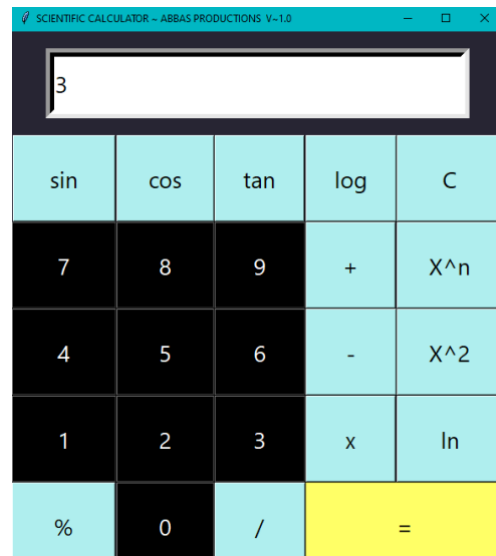 SCIENTIFIC CALCULATOR ~ ABBAS PRODUCTIONS V~1.0
3
sin cos tan log C
7 8 9 + X^n
4 5 6 - X^2
1 2 3 x ln
% 0 / =